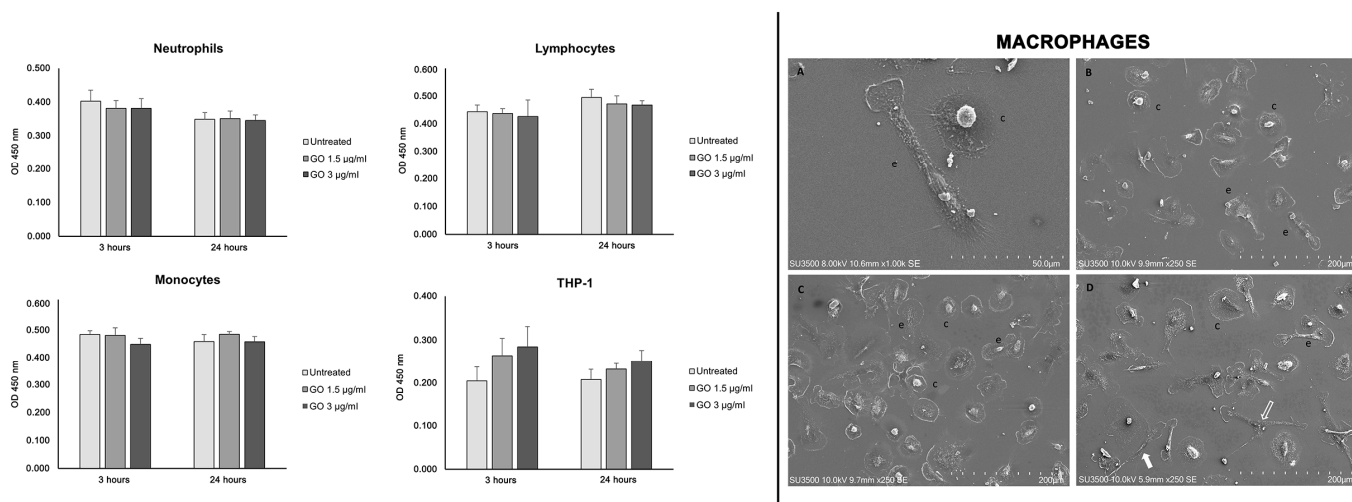 Neutrophils
0.500
0.400
0.300
0.200
0.100
0.000
OD 450 nm
3 hours
24 hours
Untreated
GO 1.5 µg/ml
GO 3 µg/ml
Lymphocytes
0.600
0.500
0.400
0.300
0.200
0.100
0.000
OD 450 nm
3 hours
24 hours
Untreated
GO 1.5 µg/ml
GO 3 µg/ml
Monocytes
0.600
0.500
0.400
0.300
0.200
0.100
0.000
OD 450 nm
3 hours
24 hours
Untreated
GO 1.5 µg/ml
GO 3 µg/ml
THP-1
0.400
0.300
0.200
0.100
0.000
OD 450 nm
3 hours
24 hours
Untreated
GO 1.5 µg/ml
GO 3 µg/ml
MACROPHAGES
A
c
e
SU3500 8.00kV 10.6mm x1.00k SE
50.0µm
B
c
c
e
e
SU3500 10.0kV 9.9mm x250 SE
200µm
C
e
c
e
c
SU3500 10.0kV 9.7mm x250 SE
200µm
D
c
e
SU3500 10.0kV 5.9mm x250 SE
200µm